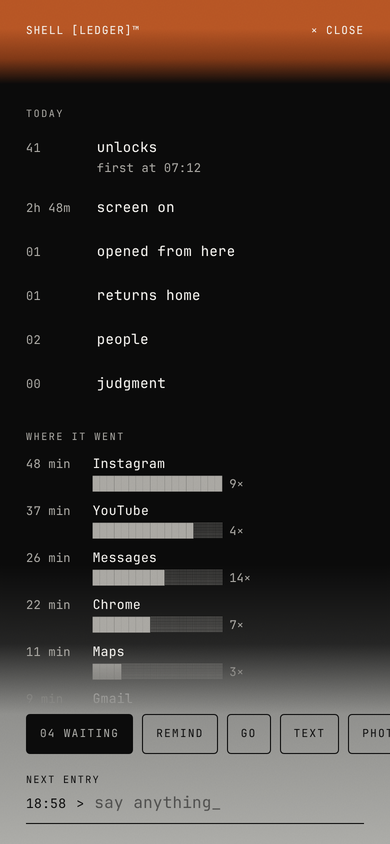 SHELL [LEDGER]™
× CLOSE
TODAY
41 unlocks
first at 07:12
2h 48m screen on
01 opened from here
01 returns home
02 people
00 judgment
WHERE IT WENT
48 min Instagram
9×
37 min YouTube
4×
26 min Messages
14×
22 min Chrome
7×
11 min Maps
3×
9 min Gmail
04 WAITING
REMIND
GO
TEXT
PHOT
NEXT ENTRY
18:58 > say anything_